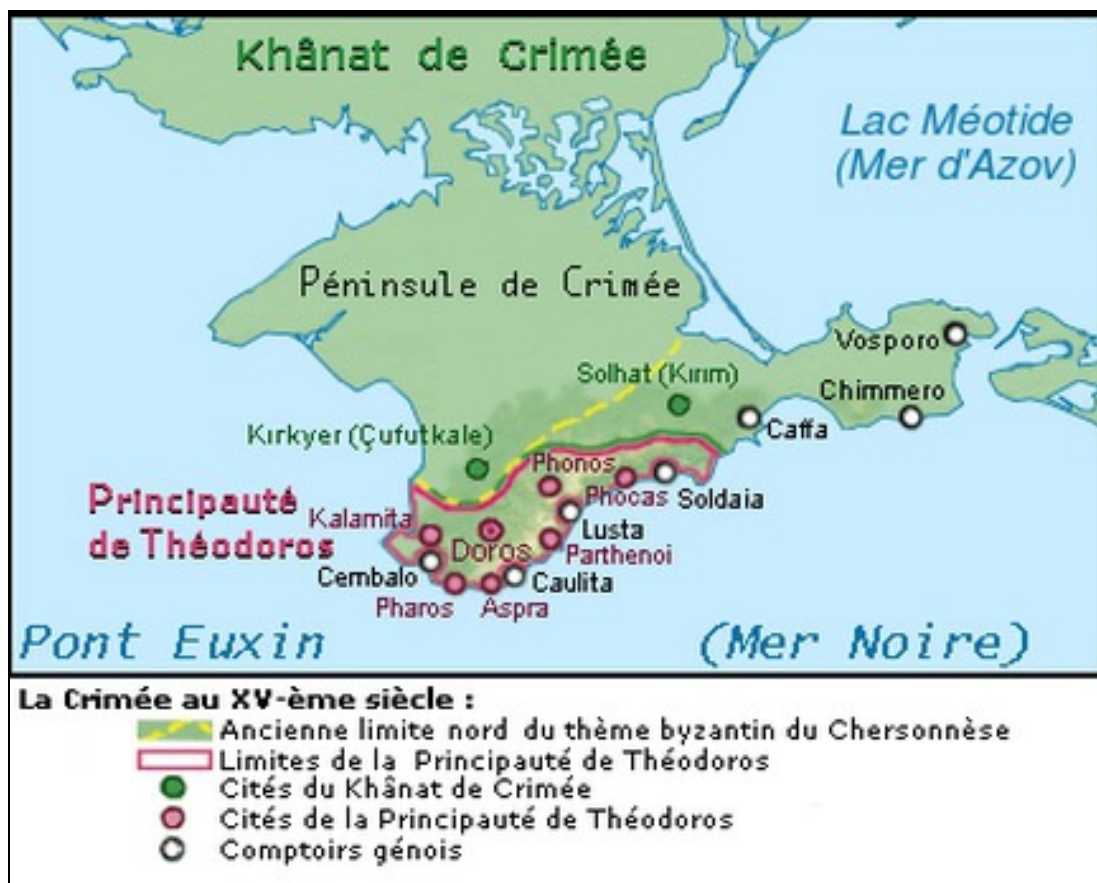 Khânat de Crimée
Lac Méotide
(Mer d'Azov)
Péninsule de Crimée
Vosporo
Solhat (Kırım)
Chimmero
Caffa
Kırkyer (Çufutkale)
Phonos
Phocas
Soldaia
Principauté
de Théodoros
Kalamita
Lusta
Doros
Parthenoi
Cembalo
Caulita
Pharos
Aspra
Pont Euxin
(Mer Noire)
La Crimée au XV-ème siècle :
Ancienne limite nord du thème byzantin du Chersonnèse
Limites de la Principauté de Théodoros
Cités du Khânat de Crimée
Cités de la Principauté de Théodoros
Comptoirs génois